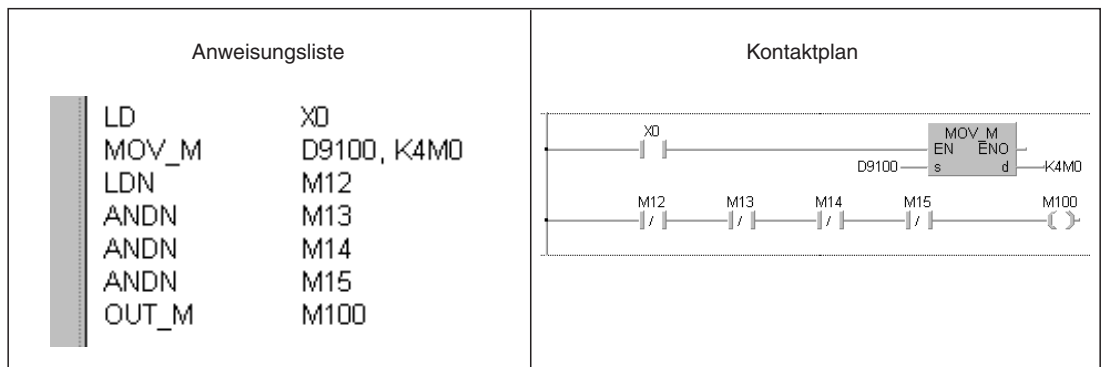 Anweisungsliste
LD X0
MOV_M D9100, K4M0
LDN M12
ANDN M13
ANDN M14
ANDN M15
OUT_M M100
Kontaktplan
X0
MOV_M
EN ENO
D9100 s d K4M0
M12 M13 M14 M15 M100